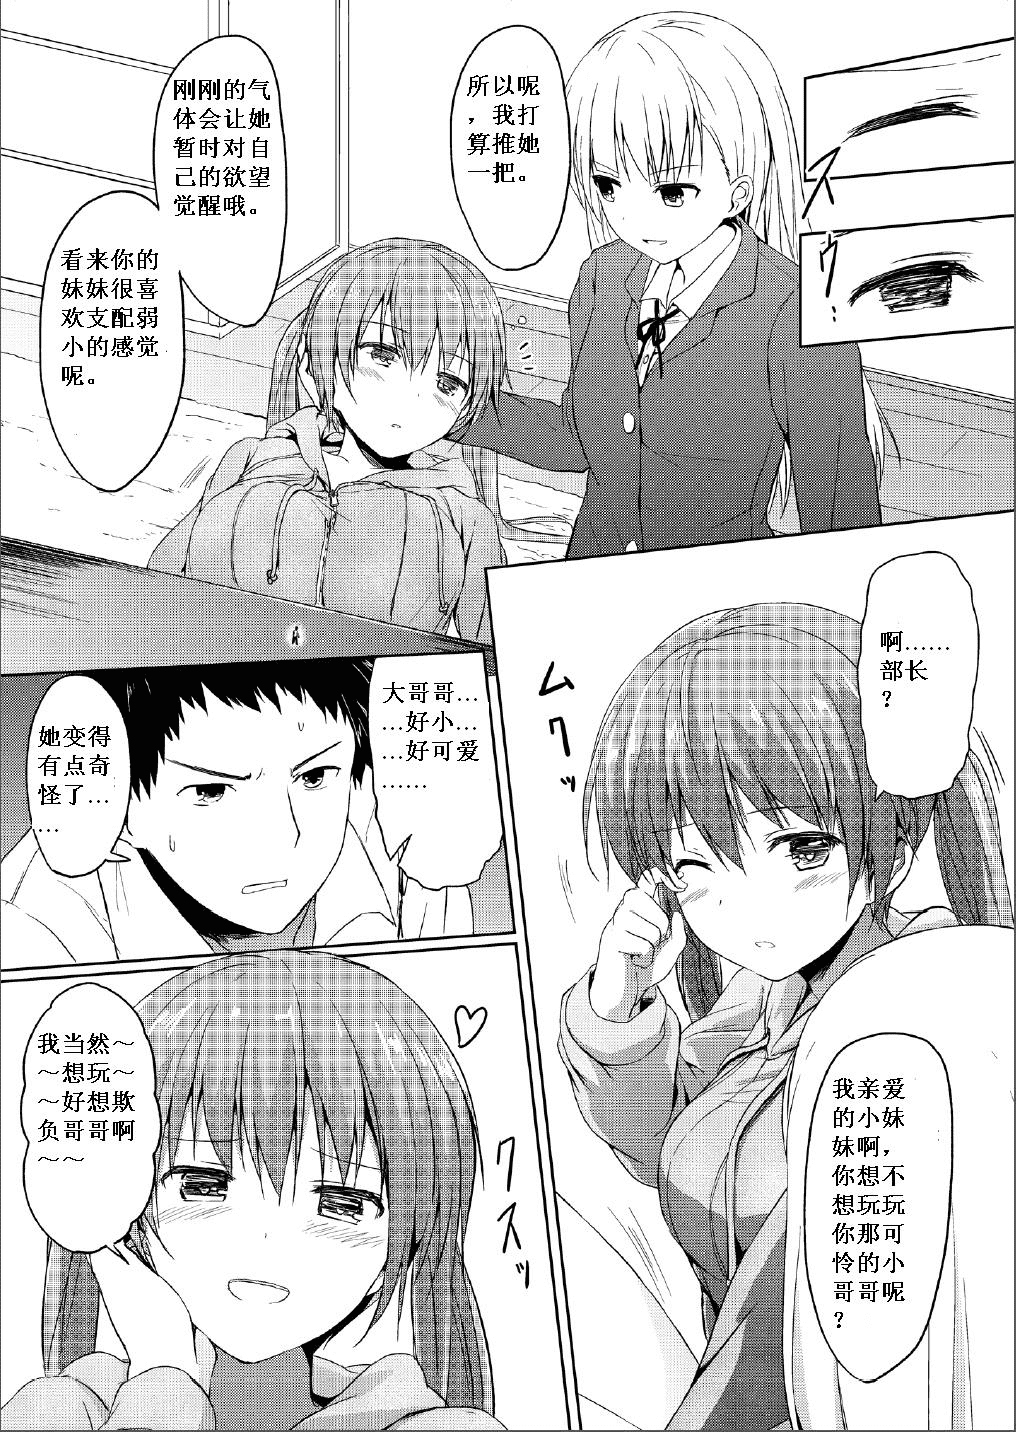 所以呢
，我打
算推她
一把。
刚刚的气
体会让她
暂时对自
己的欲望
觉醒哦。
看来你的
妹妹很喜
欢支配弱
小的感觉
呢。
ス
ウ
：
啊……
部长
？
ムクッ
大哥哥…
…好小…
…好可爱
……
她变得
有点奇
怪了…
…
我亲爱
的小妹
妹啊，
你想不
想玩玩
你那可
怜的小
哥哥呢
？
我当然～
～想玩～
～好想欺
负哥哥啊
～～
クスッ